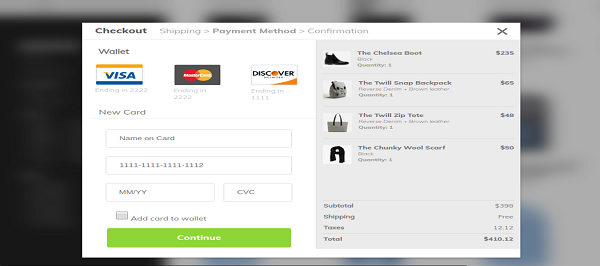 Checkout Shipping > Payment Method > Confirmation
Wallet
VISA MasterCard DISCOVER
NETWORK
Ending in 2222 Ending in 2222 Ending in 1111
New Card
Name on Card
1111-1111-1111-1112
MM/YY CVC
Add card to wallet
Continue
The Chelsea Boot $235
Black
Quantity: 1
The Twill Snap Backpack $65
Reverse Denim + Brown leather
Quantity: 1
The Twill Zip Tote $48
Reverse Denim + Brown leather
Quantity: 1
The Chunky Wool Scarf $50
Black
Quantity: 1
Subtotal $398
Shipping Free
Taxes 12.12
Total $410.12